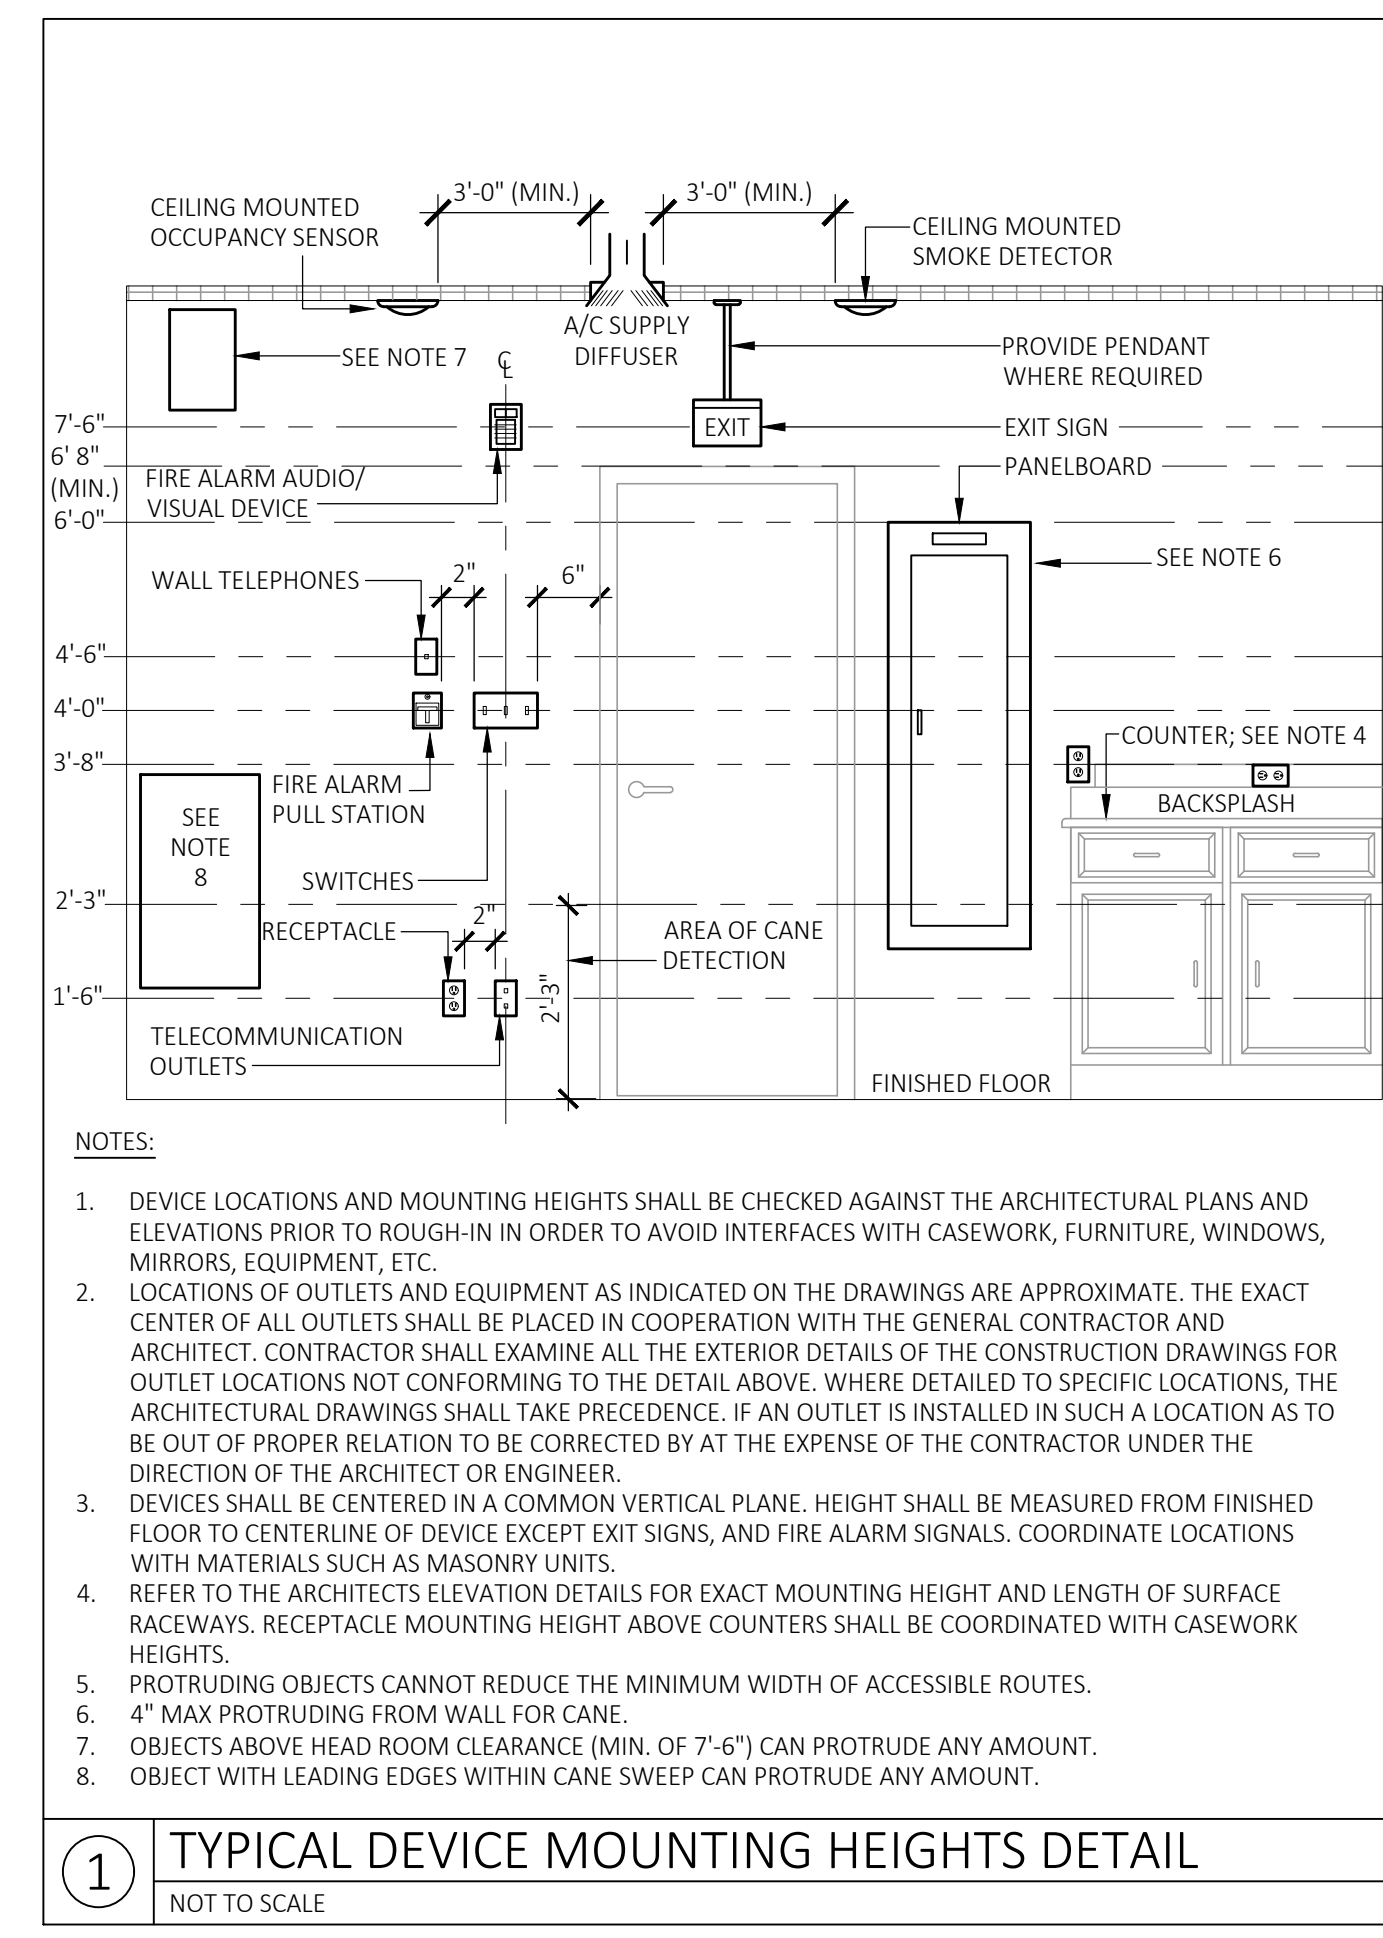 3'-0" (MIN.)
3'-0" (MIN.)
CEILING MOUNTED
OCCUPANCY SENSOR
CEILING MOUNTED
SMOKE DETECTOR
A/C SUPPLY
DIFFUSER
SEE NOTE 7
℄
PROVIDE PENDANT
WHERE REQUIRED
7'-6"
EXIT
EXIT SIGN
6' 8"
(MIN.)
PANELBOARD
FIRE ALARM AUDIO/
VISUAL DEVICE
6'-0"
SEE NOTE 6
WALL TELEPHONES
2"
6"
4'-6"
4'-0"
3'-8"
COUNTER; SEE NOTE 4
FIRE ALARM
PULL STATION
BACKSPLASH
SEE
NOTE
8
SWITCHES
2'-3"
RECEPTACLE
2"
AREA OF CANE
DETECTION
2'-3"
1'-6"
TELECOMMUNICATION
OUTLETS
FINISHED FLOOR
NOTES:
1. DEVICE LOCATIONS AND MOUNTING HEIGHTS SHALL BE CHECKED AGAINST THE ARCHITECTURAL PLANS AND
ELEVATIONS PRIOR TO ROUGH-IN IN ORDER TO AVOID INTERFACES WITH CASEWORK, FURNITURE, WINDOWS,
MIRRORS, EQUIPMENT, ETC.
2. LOCATIONS OF OUTLETS AND EQUIPMENT AS INDICATED ON THE DRAWINGS ARE APPROXIMATE. THE EXACT
CENTER OF ALL OUTLETS SHALL BE PLACED IN COOPERATION WITH THE GENERAL CONTRACTOR AND
ARCHITECT. CONTRACTOR SHALL EXAMINE ALL THE EXTERIOR DETAILS OF THE CONSTRUCTION DRAWINGS FOR
OUTLET LOCATIONS NOT CONFORMING TO THE DETAIL ABOVE. WHERE DETAILED TO SPECIFIC LOCATIONS, THE
ARCHITECTURAL DRAWINGS SHALL TAKE PRECEDENCE. IF AN OUTLET IS INSTALLED IN SUCH A LOCATION AS TO
BE OUT OF PROPER RELATION TO BE CORRECTED BY AT THE EXPENSE OF THE CONTRACTOR UNDER THE
DIRECTION OF THE ARCHITECT OR ENGINEER.
3. DEVICES SHALL BE CENTERED IN A COMMON VERTICAL PLANE. HEIGHT SHALL BE MEASURED FROM FINISHED
FLOOR TO CENTERLINE OF DEVICE EXCEPT EXIT SIGNS, AND FIRE ALARM SIGNALS. COORDINATE LOCATIONS
WITH MATERIALS SUCH AS MASONRY UNITS.
4. REFER TO THE ARCHITECTS ELEVATION DETAILS FOR EXACT MOUNTING HEIGHT AND LENGTH OF SURFACE
RACEWAYS. RECEPTACLE MOUNTING HEIGHT ABOVE COUNTERS SHALL BE COORDINATED WITH CASEWORK
HEIGHTS.
5. PROTRUDING OBJECTS CANNOT REDUCE THE MINIMUM WIDTH OF ACCESSIBLE ROUTES.
6. 4" MAX PROTRUDING FROM WALL FOR CANE.
7. OBJECTS ABOVE HEAD ROOM CLEARANCE (MIN. OF 7'-6") CAN PROTRUDE ANY AMOUNT.
8. OBJECT WITH LEADING EDGES WITHIN CANE SWEEP CAN PROTRUDE ANY AMOUNT.
1
TYPICAL DEVICE MOUNTING HEIGHTS DETAIL
NOT TO SCALE